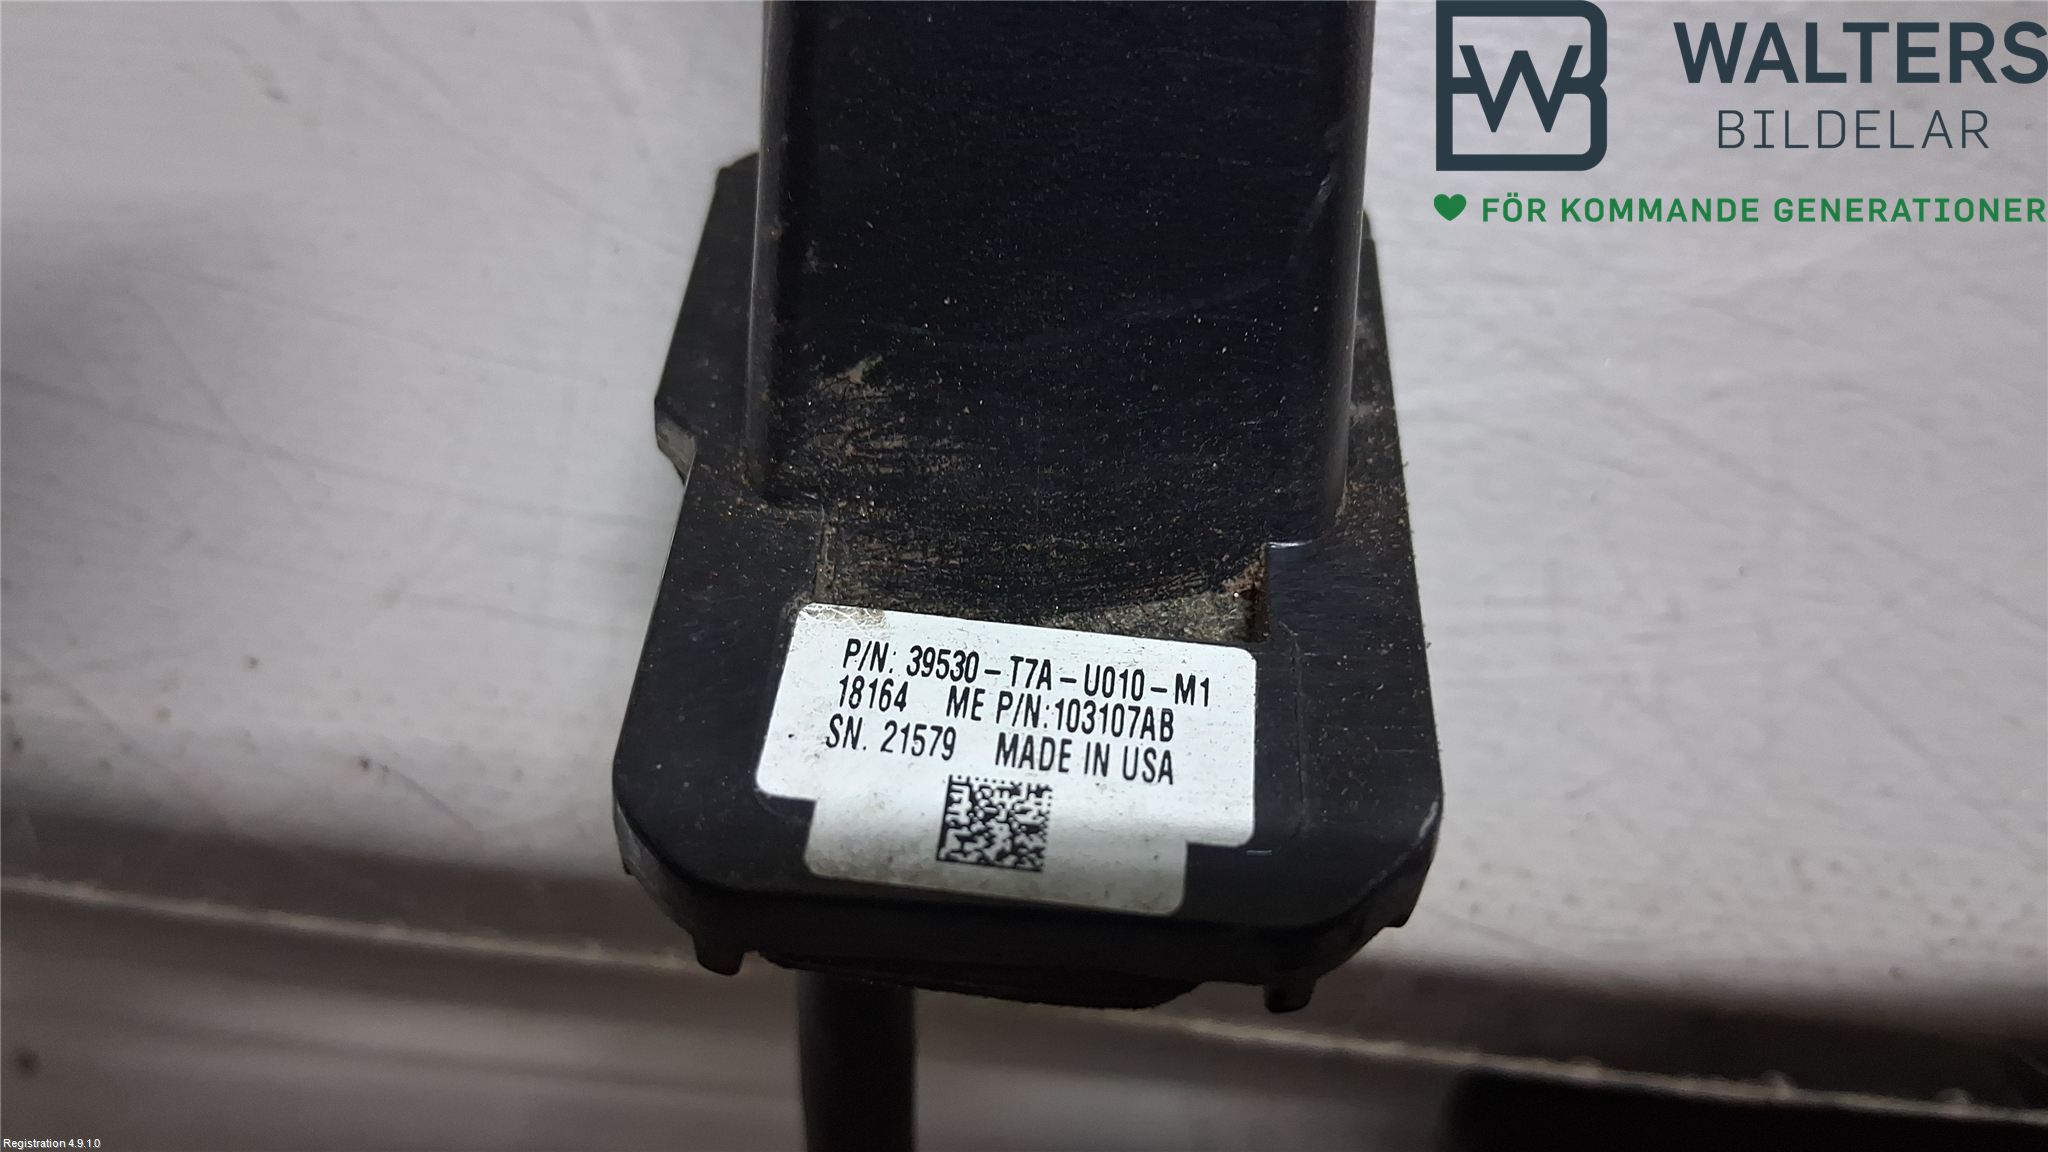 WALTERS
BILDELAR
FÖR KOMMANDE GENERATIONER
P/N. 39530-T7A-U010-M1
18164 ME P/N:103107AB
SN. 21579 MADE IN USA
Registration 4.9.1.0